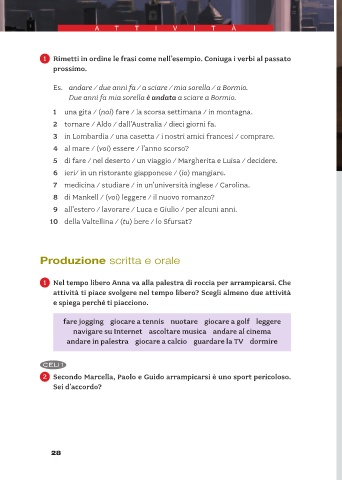 ATTIVITÀ
1 Rimetti in ordine le frasi come nell'esempio. Coniuga i verbi al passato
prossimo.
Es. andare / due anni fa / a sciare / mia sorella / a Bormio.
Due anni fa mia sorella è andata a sciare a Bormio.
1 una gita / (noi) fare / la scorsa settimana / in montagna.
2 tornare / Aldo / dall'Australia / dieci giorni fa.
3 in Lombardia / una casetta / i nostri amici francesi / comprare.
4 al mare / (voi) essere / l'anno scorso?
5 di fare / nel deserto / un viaggio / Margherita e Luisa / decidere.
6 ieri/ in un ristorante giapponese / (io) mangiare.
7 medicina / studiare / in un'università inglese / Carolina.
8 di Mankell / (voi) leggere / il nuovo romanzo?
9 all'estero / lavorare / Luca e Giulio / per alcuni anni.
10 della Valtellina / (tu) bere / lo Sfursat?
Produzione scritta e orale
1 Nel tempo libero Anna va alla palestra di roccia per arrampicarsi. Che
attività ti piace svolgere nel tempo libero? Scegli almeno due attività
e spiega perché ti piacciono.
fare jogging giocare a tennis nuotare giocare a golf leggere
navigare su Internet ascoltare musica andare al cinema
andare in palestra giocare a calcio guardare la TV dormire
CELI 1
2 Secondo Marcella, Paolo e Guido arrampicarsi è uno sport pericoloso.
Sei d'accordo?
28